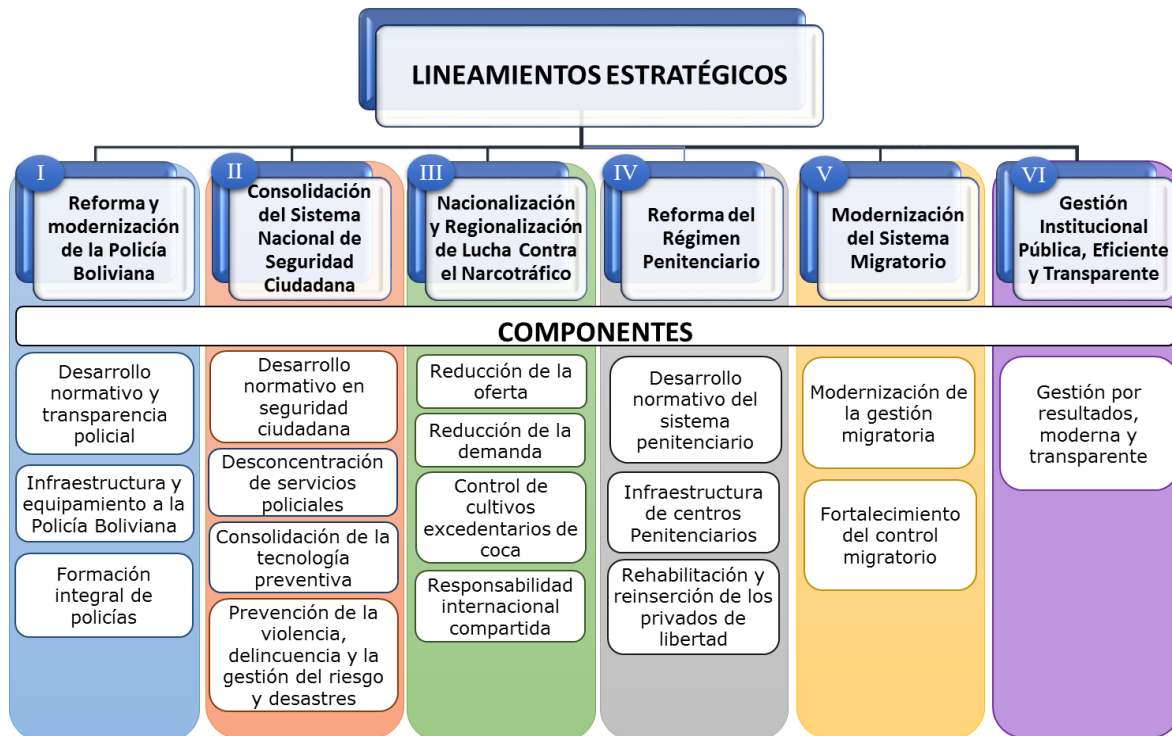 LINEAMIENTOS ESTRATÉGICOS
I
Reforma y
modernización
de la Policía
Boliviana
II
Consolidación
del Sistema
Nacional de
Seguridad
Ciudadana
III
Nacionalización
y Regionalización
de Lucha Contra
el Narcotráfico
IV
Reforma del
Régimen
Penitenciario
V
Modernización
del Sistema
Migratorio
VI
Gestión
Institucional
Pública, Eficiente
y Transparente
COMPONENTES
Desarrollo
normativo y
transparencia
policial
Infraestructura y
equipamiento a la
Policía Boliviana
Formación
integral de
policías
Desarrollo
normativo en
seguridad
ciudadana
Desconcentración
de servicios
policiales
Consolidación de la
tecnología
preventiva
Prevención de la
violencia,
delincuencia y la
gestión del riesgo
y desastres
Reducción de la
oferta
Reducción de la
demanda
Control de
cultivos
excedentarios de
coca
Responsabilidad
internacional
compartida
Desarrollo
normativo del
sistema
penitenciario
Infraestructura
de centros
Penitenciarios
Rehabilitación y
reinserción de los
privados de
libertad
Modernización de
la gestión
migratoria
Fortalecimiento
del control
migratorio
Gestión por
resultados,
moderna y
transparente